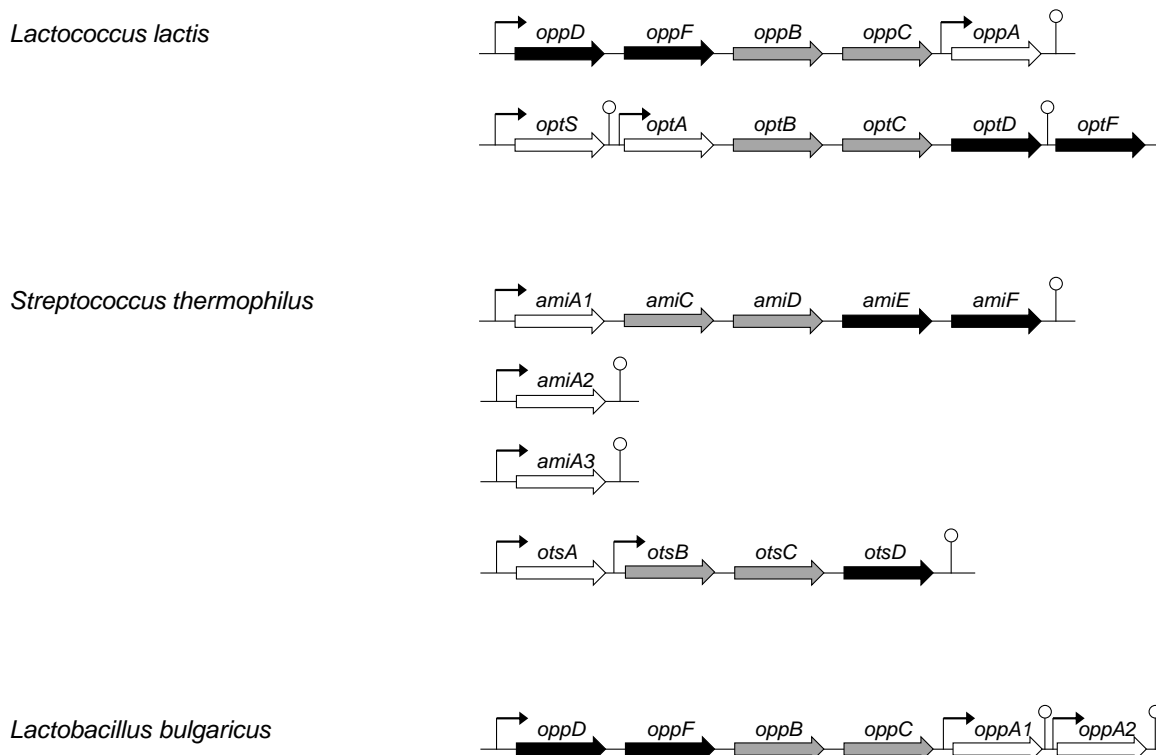 Lactococcus lactis
oppD oppF oppB oppC oppA
optS optA optB optC optD optF
Streptococcus thermophilus
amiA1 amiC amiD amiE amiF
amiA2
amiA3
otsA otsB otsC otsD
Lactobacillus bulgaricus
oppD oppF oppB oppC oppA1 oppA2